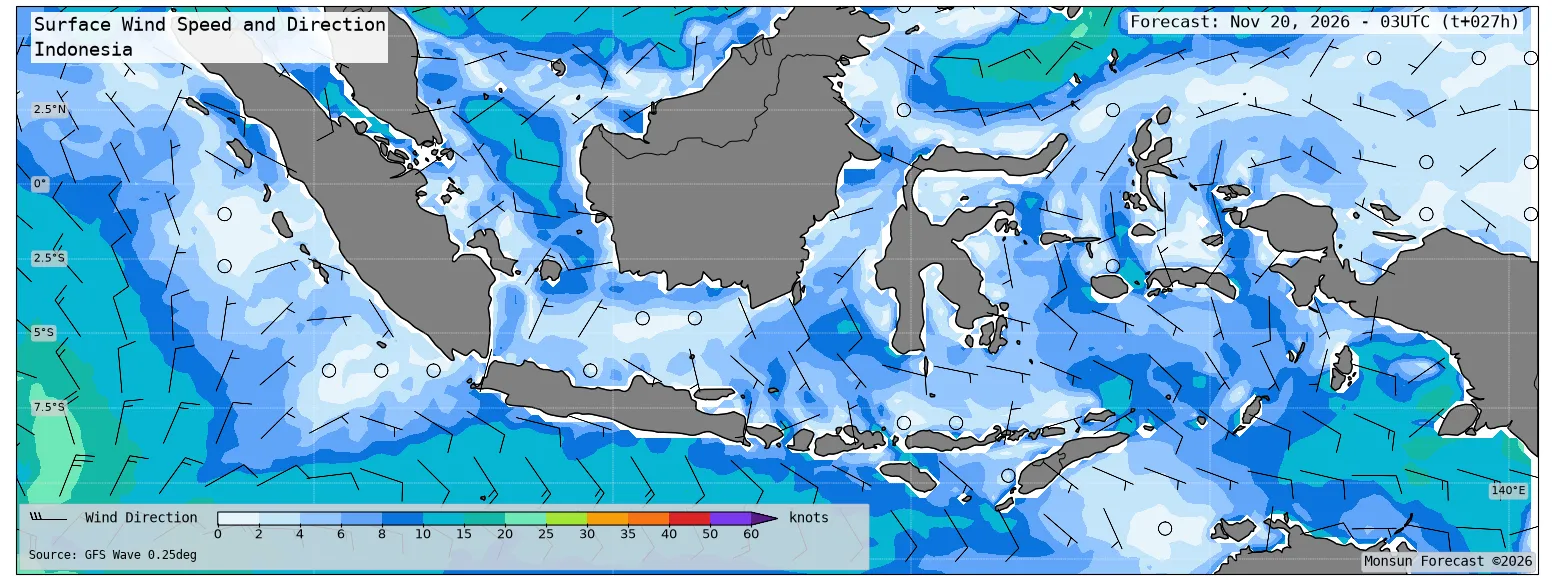 Surface Wind Speed and Direction
Indonesia
Forecast: Nov 20, 2026 - 03UTC (t+027h)
2.5°N
0°
2.5°S
5°S
7.5°S
140°E
Wind Direction
0 2 4 6 8 10 15 20 25 30 35 40 50 60
knots
Source: GFS Wave 0.25deg
Monsun Forecast ©2026